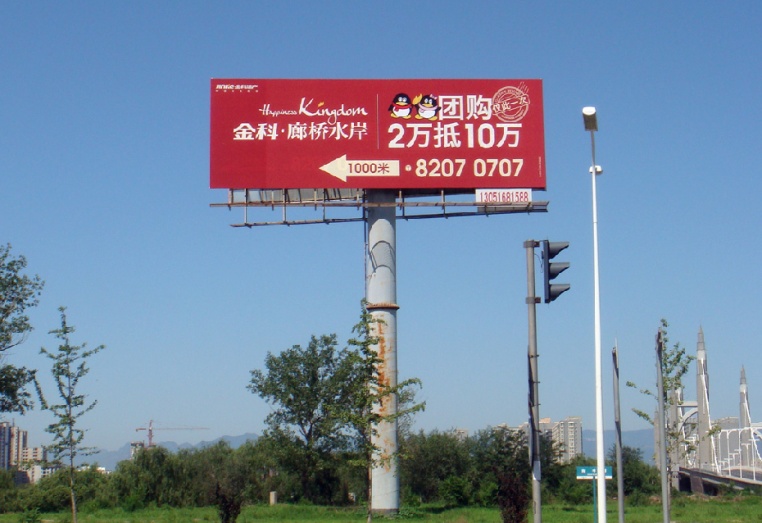 Happiness Kingdom
金科·廊桥水岸
团购
2万抵10万
1000米
·8207 0707
13051681588